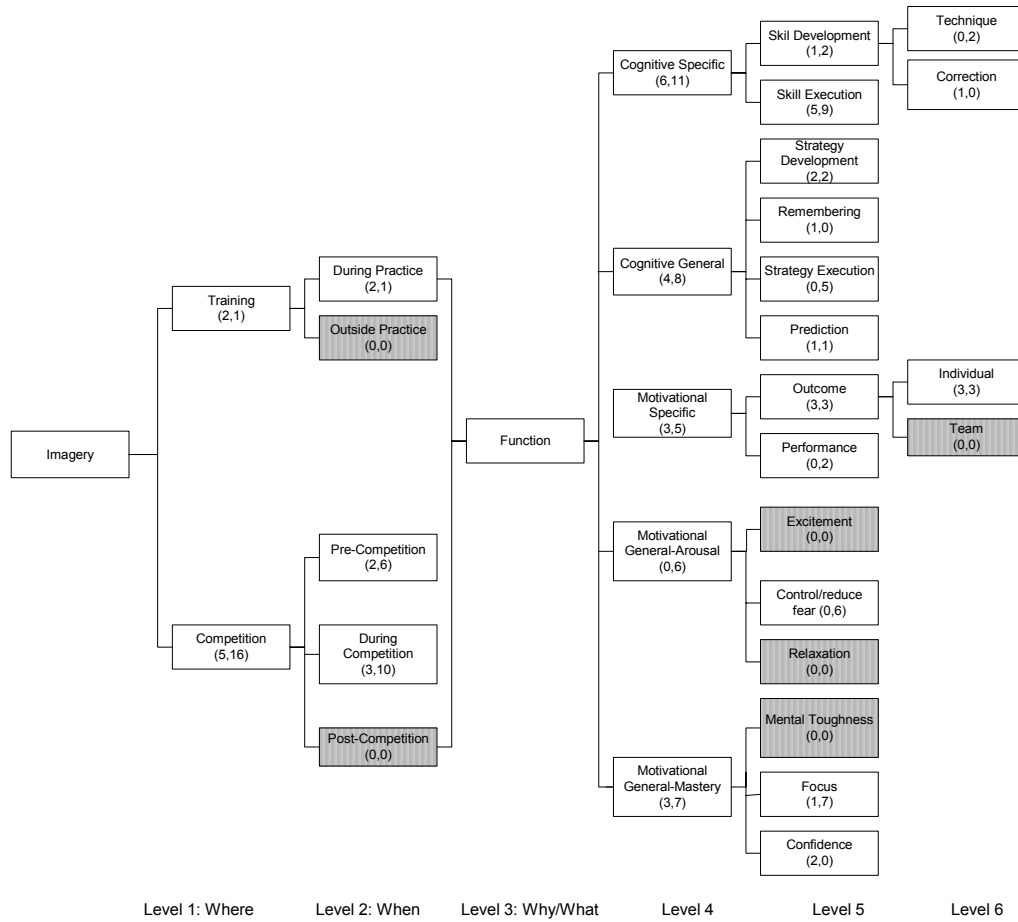 Imagery
Training
(2,1)
Competition
(5,16)
During Practice
(2,1)
Outside Practice
(0,0)
Pre-Competition
(2,6)
During
Competition
(3,10)
Post-Competition
(0,0)
Function
Cognitive Specific
(6,11)
Cognitive General
(4,8)
Motivational
Specific
(3,5)
Motivational
General-Arousal
(0,6)
Motivational
General-Mastery
(3,7)
Skil Development
(1,2)
Skill Execution
(5,9)
Strategy
Development
(2,2)
Remembering
(1,0)
Strategy Execution
(0,5)
Prediction
(1,1)
Outcome
(3,3)
Performance
(0,2)
Excitement
(0,0)
Control/reduce
fear (0,6)
Relaxation
(0,0)
Mental Toughness
(0,0)
Focus
(1,7)
Confidence
(2,0)
Technique
(0,2)
Correction
(1,0)
Individual
(3,3)
Team
(0,0)
Level 1: Where
Level 2: When
Level 3: Why/What
Level 4
Level 5
Level 6